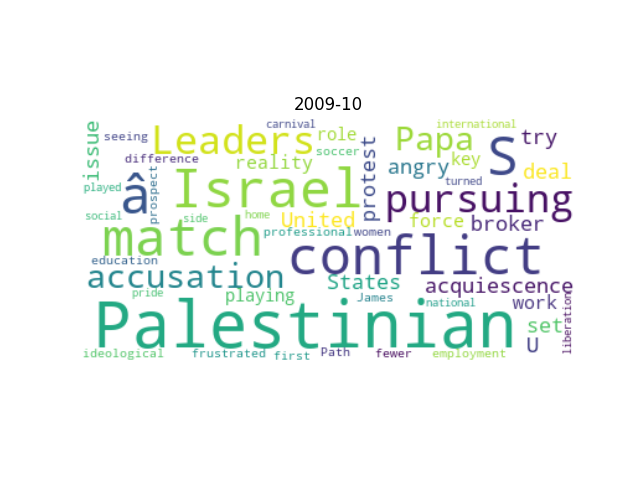 2009-10
carnival international
issue seeing Leaders role Papa S try
soccer protest
difference reality angry key deal
played â prospect Israel turned pursuing
social side home United force broker
match professional women
education conflict
accusation States acquiescence
pride playing James national work liberation
Palestinian set
U
ideological frustrated first Path fewer employment